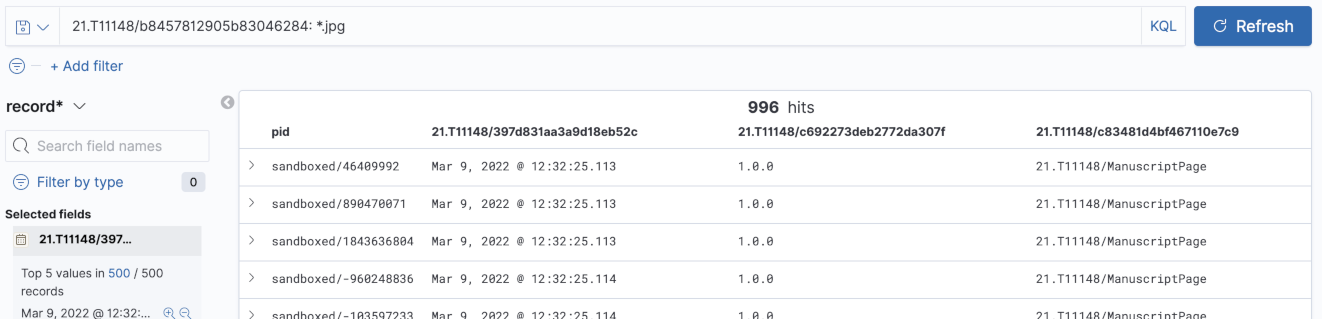 21.T11148/b8457812905b83046284: *.jpg KQL Refresh
+ Add filter
record*
996 hits
pid 21.T11148/397d831aa3a9d18eb52c 21.T11148/c692273deb2772da307f 21.T11148/c83481d4bf467110e7c9
Search field names
sandboxed/46409992 Mar 9, 2022 @ 12:32:25.113 1.0.0 21.T11148/ManuscriptPage
Filter by type 0
sandboxed/890470071 Mar 9, 2022 @ 12:32:25.113 1.0.0 21.T11148/ManuscriptPage
Selected fields
21.T11148/397...
sandboxed/1843636804 Mar 9, 2022 @ 12:32:25.113 1.0.0 21.T11148/ManuscriptPage
Top 5 values in 500 / 500
records
sandboxed/-960248836 Mar 9, 2022 @ 12:32:25.114 1.0.0 21.T11148/ManuscriptPage
Mar 9, 2022 @ 12:32:...
sandboxed/-103597233 Mar 9, 2022 @ 12:32:25.114 1.0.0 21.T11148/ManuscriptPage